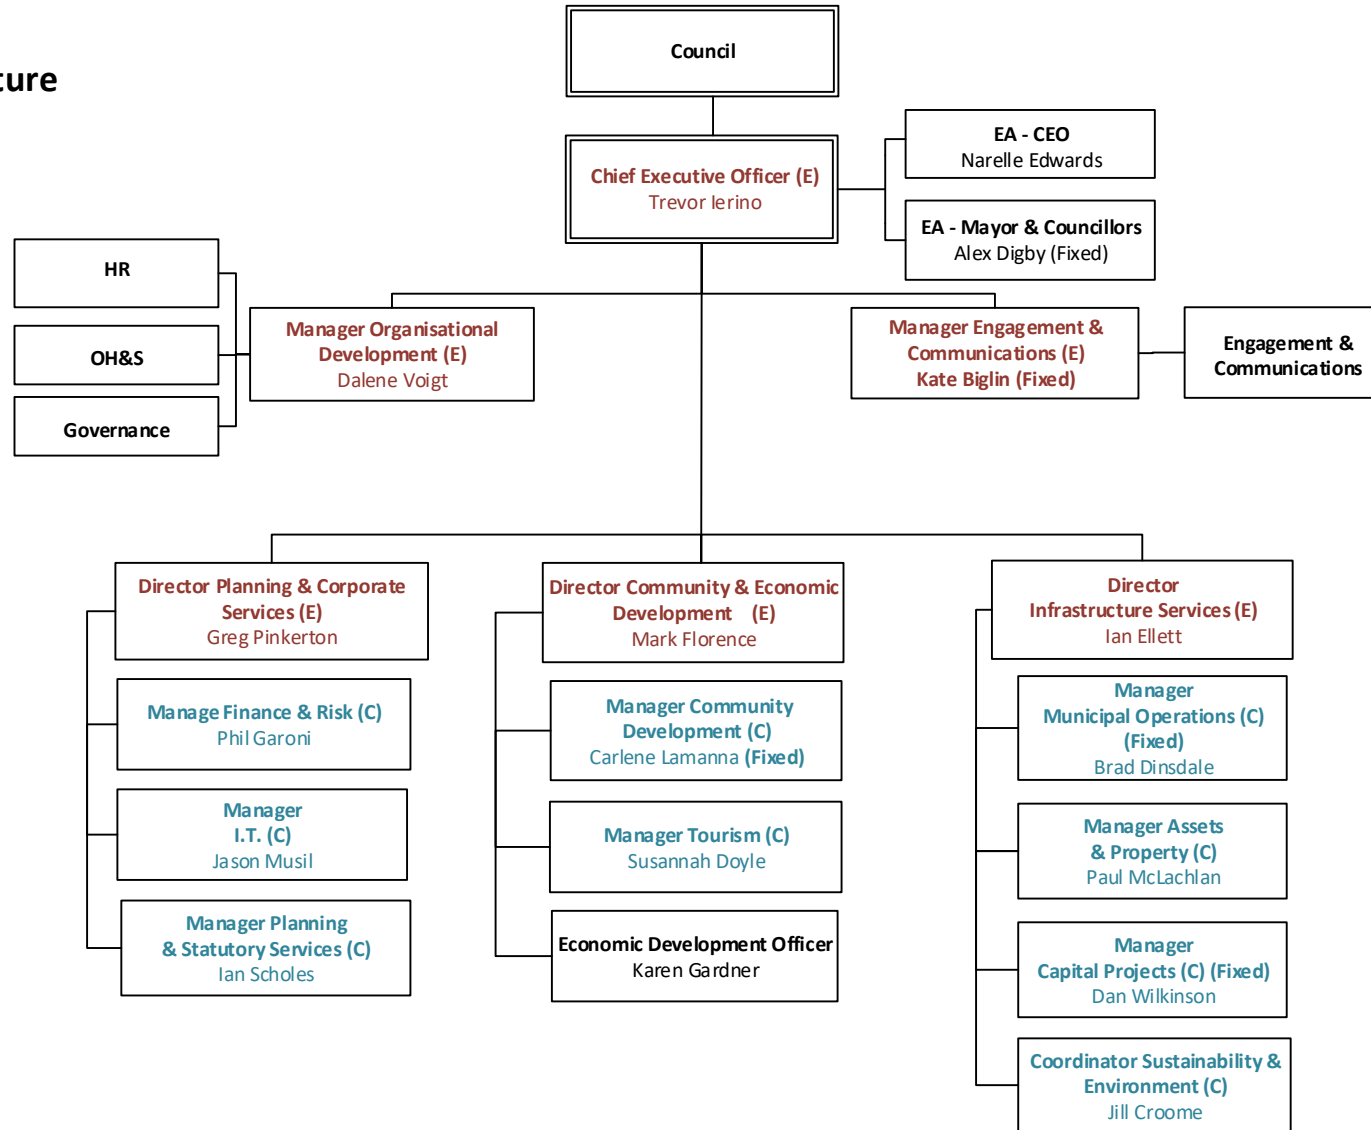 ture
Council
Chief Executive Officer (E)
Trevor Ierino
EA - CEO
Narelle Edwards
EA - Mayor & Councillors
Alex Digby (Fixed)
HR
OH&S
Governance
Manager Organisational
Development (E)
Dalene Voigt
Manager Engagement &
Communications (E)
Kate Biglin (Fixed)
Engagement &
Communications
Director Planning & Corporate
Services (E)
Greg Pinkerton
Manage Finance & Risk (C)
Phil Garoni
Manager
I.T. (C)
Jason Musil
Manager Planning
& Statutory Services (C)
Ian Scholes
Director Community & Economic
Development (E)
Mark Florence
Manager Community
Development (C)
Carlene Lamanna (Fixed)
Manager Tourism (C)
Susannah Doyle
Economic Development Officer
Karen Gardner
Director
Infrastructure Services (E)
Ian Ellett
Manager
Municipal Operations (C)
(Fixed)
Brad Dinsdale
Manager Assets
& Property (C)
Paul McLachlan
Manager
Capital Projects (C) (Fixed)
Dan Wilkinson
Coordinator Sustainability &
Environment (C)
Jill Croome